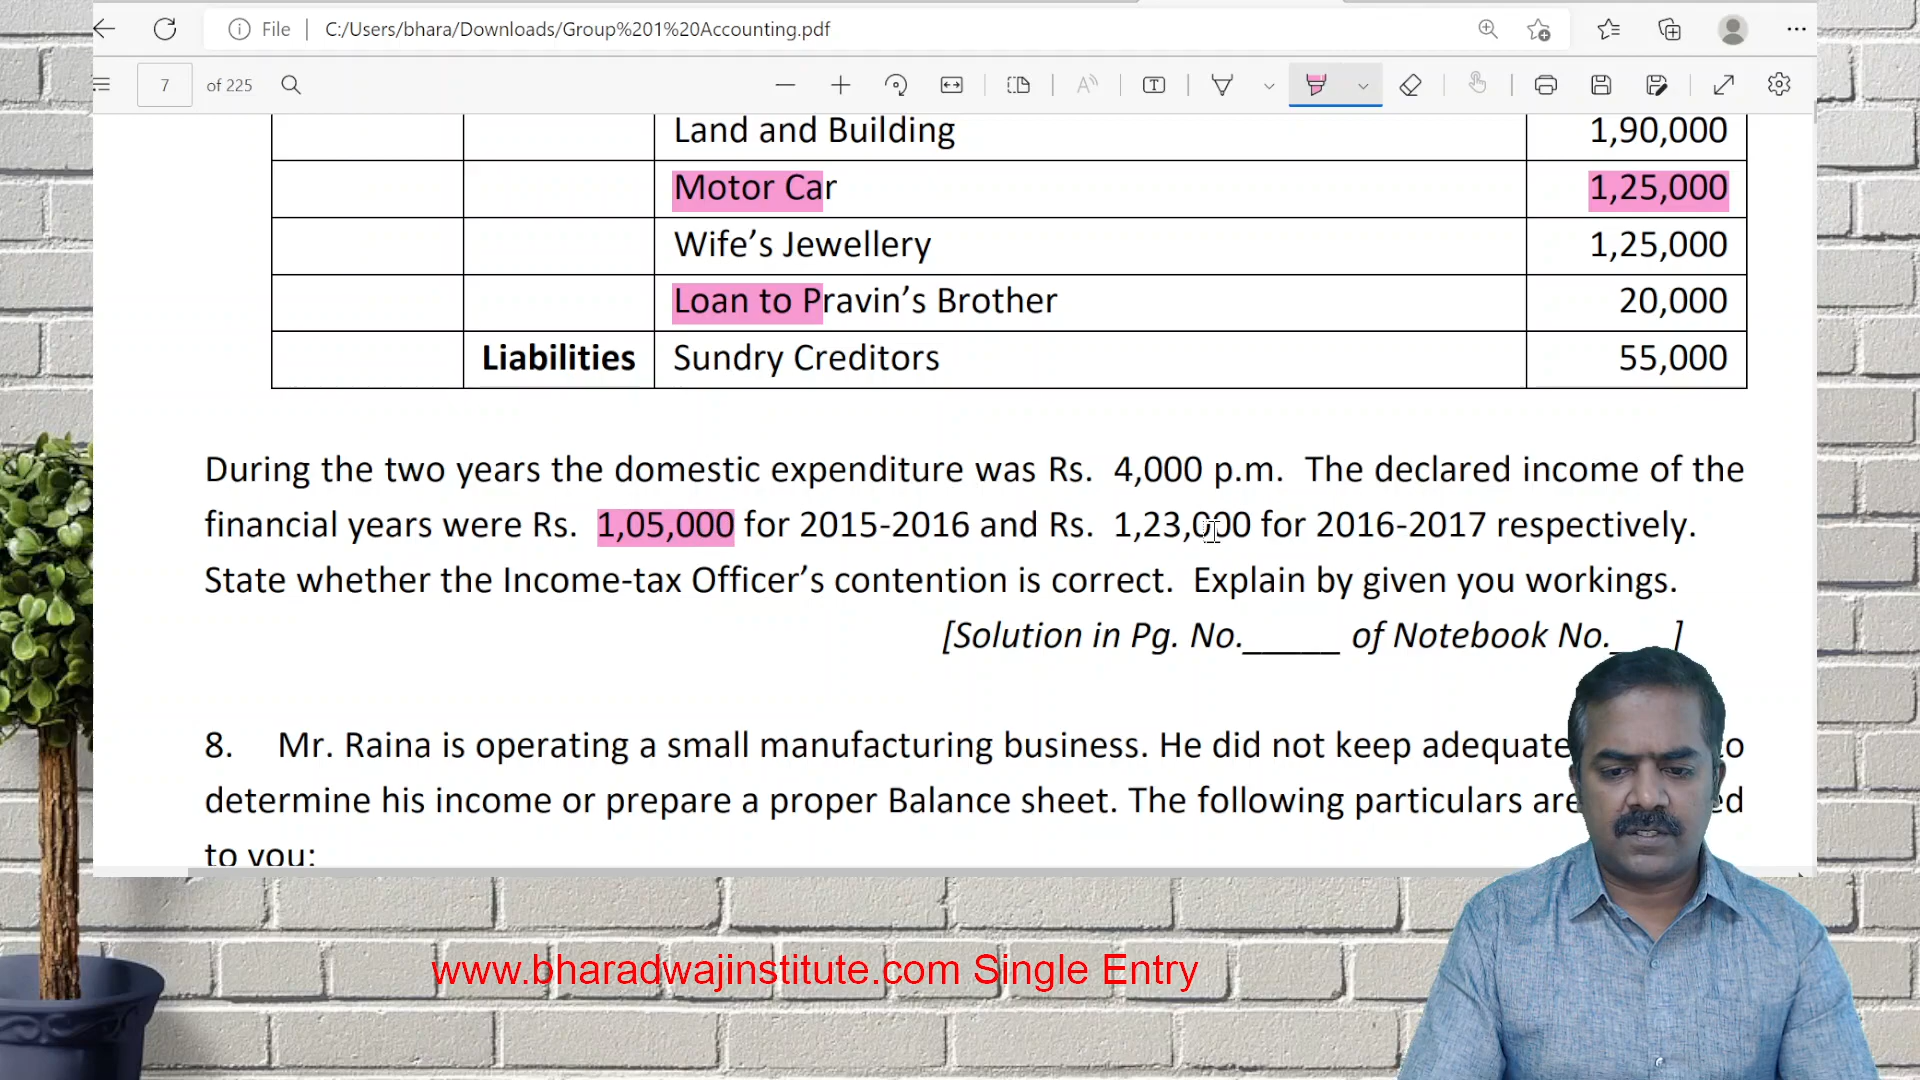 File C:/Users/bhara/Downloads/Group%201%20Accounting.pdf
7 of 225
Land and Building 1,90,000
Motor Car 1,25,000
Wife’s Jewellery 1,25,000
Loan to Pravin’s Brother 20,000
Liabilities Sundry Creditors 55,000
During the two years the domestic expenditure was Rs. 4,000 p.m. The declared income of the
financial years were Rs. 1,05,000 for 2015-2016 and Rs. 1,23,000 for 2016-2017 respectively.
State whether the Income-tax Officer’s contention is correct. Explain by given you workings.
[Solution in Pg. No._____ of Notebook No.____]
8. Mr. Raina is operating a small manufacturing business. He did not keep adequate
determine his income or prepare a proper Balance sheet. The following particulars are
to you:
www.bharadwajinstitute.com Single Entry